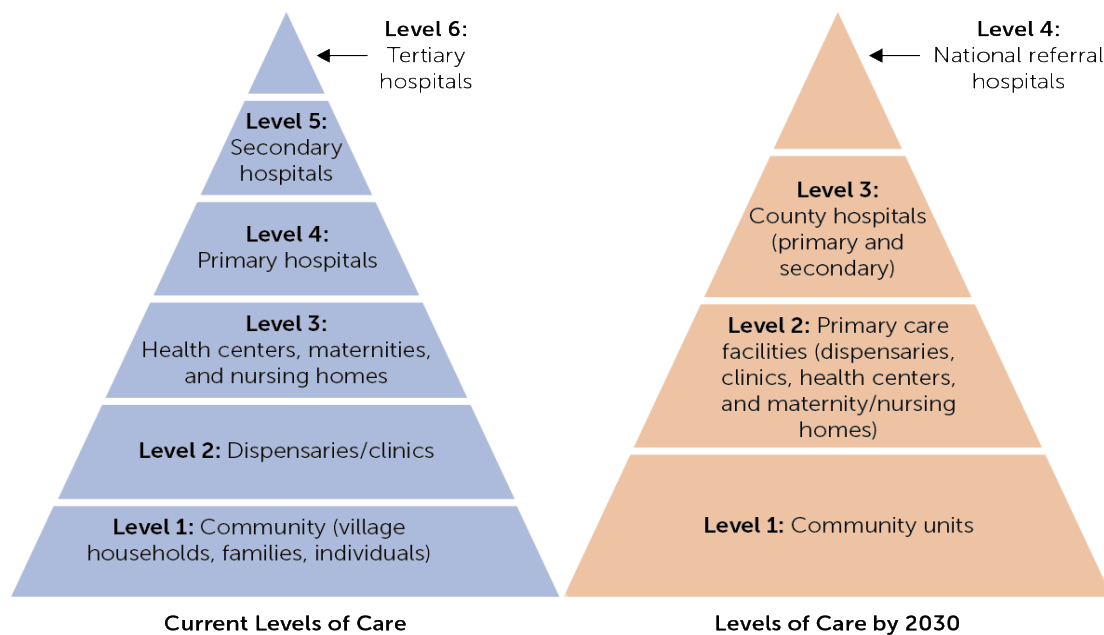 Level 6:
Tertiary
hospitals
Level 5:
Secondary
hospitals
Level 4:
Primary hospitals
Level 3:
Health centers, maternities,
and nursing homes
Level 2: Dispensaries/clinics
Level 1: Community (village
households, families, individuals)
Current Levels of Care
Level 4:
National referral
hospitals
Level 3:
County hospitals
(primary and
secondary)
Level 2: Primary care
facilities (dispensaries,
clinics, health centers,
and maternity/nursing
homes)
Level 1: Community units
Levels of Care by 2030